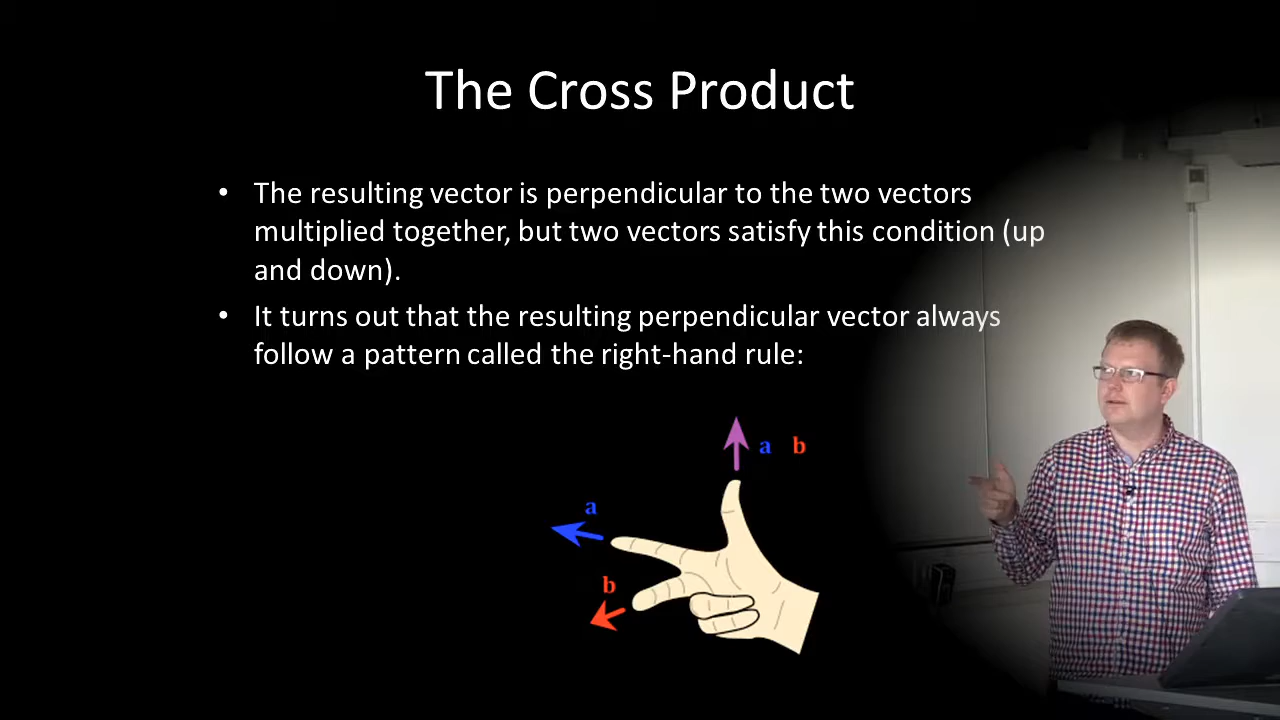 The Cross Product
• The resulting vector is perpendicular to the two vectors
multiplied together, but two vectors satisfy this condition (up
and down).
• It turns out that the resulting perpendicular vector always
follow a pattern called the right-hand rule:
a b
a
b